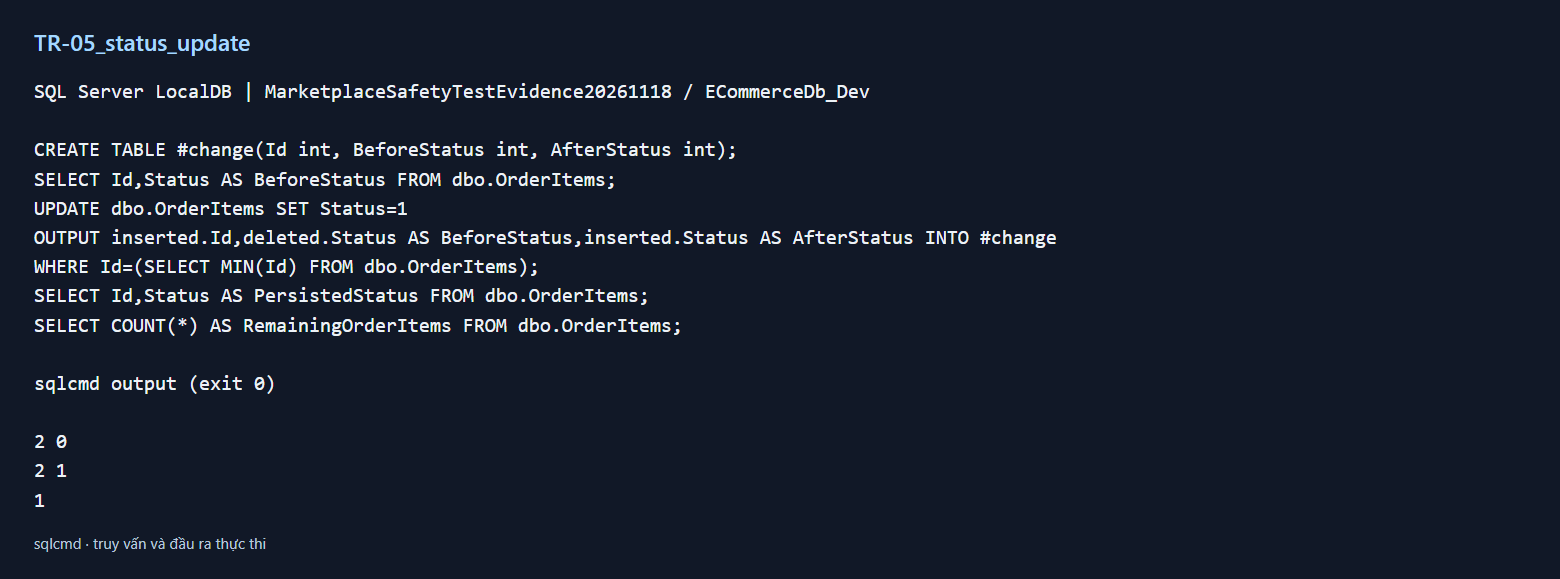 TR-05_status_update
SQL Server LocalDB | MarketplaceSafetyTestEvidence20261118 / ECommerceDb_Dev
CREATE TABLE #change(Id int, BeforeStatus int, AfterStatus int);
SELECT Id,Status AS BeforeStatus FROM dbo.OrderItems;
UPDATE dbo.OrderItems SET Status=1
OUTPUT inserted.Id,deleted.Status AS BeforeStatus,inserted.Status AS AfterStatus INTO #change
WHERE Id=(SELECT MIN(Id) FROM dbo.OrderItems);
SELECT Id,Status AS PersistedStatus FROM dbo.OrderItems;
SELECT COUNT(*) AS RemainingOrderItems FROM dbo.OrderItems;
sqlcmd output (exit 0)
2 0
2 1
1
sqlcmd · truy vấn và đầu ra thực thi